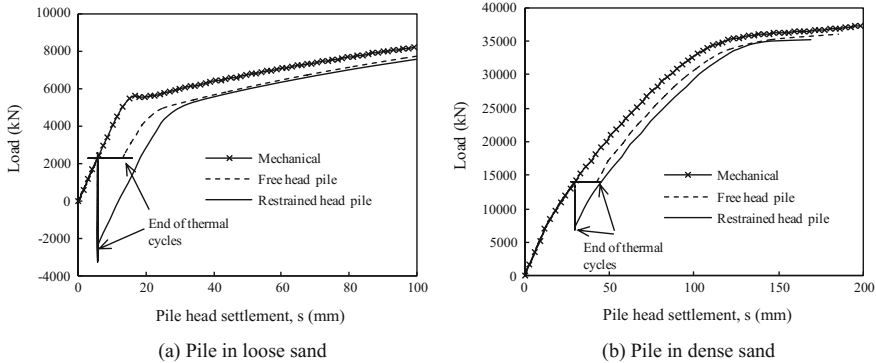 10000
8000
6000
4000
2000
0
-2000
-4000
Load (kN)
Mechanical
Free head pile
Restrained head pile
End of thermal
cycles
0 20 40 60 80 100
Pile head settlement, s (mm)
(a) Pile in loose sand
40000
35000
30000
25000
20000
15000
10000
5000
0
Load (kN)
Mechanical
Free head pile
Restrained head pile
End of thermal
cycles
0 50 100 150 200
Pile head settlement, s (mm)
(b) Pile in dense sand